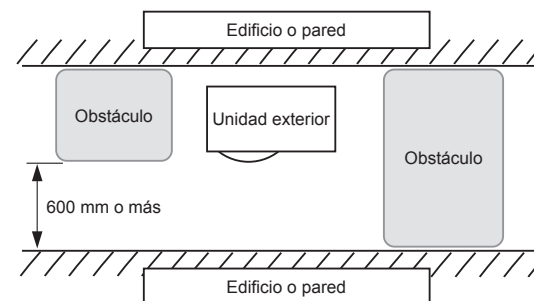 Edificio o pared
Obstáculo
Unidad exterior
Obstáculo
600 mm o más
Edificio o pared